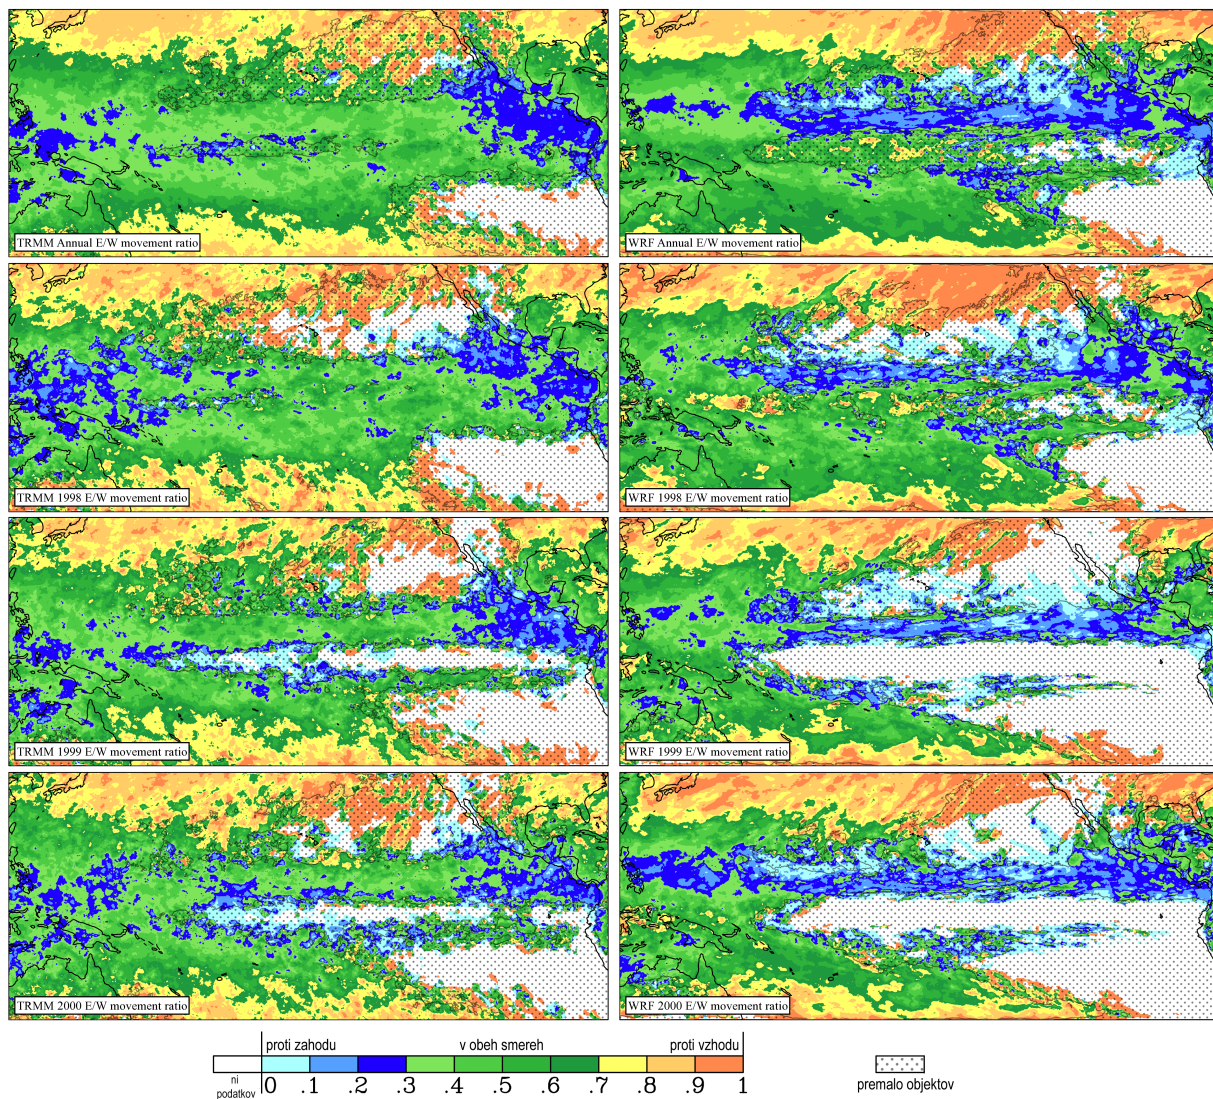 TRMM Annual E/W movement ratio
WRF Annual E/W movement ratio
TRMM 1998 E/W movement ratio
WRF 1998 E/W movement ratio
TRMM 1999 E/W movement ratio
WRF 1999 E/W movement ratio
TRMM 2000 E/W movement ratio
WRF 2000 E/W movement ratio
proti zahodu v obeh smereh proti vzhodu
ni podatkov
0 .1 .2 .3 .4 .5 .6 .7 .8 .9 1
premalo objektov